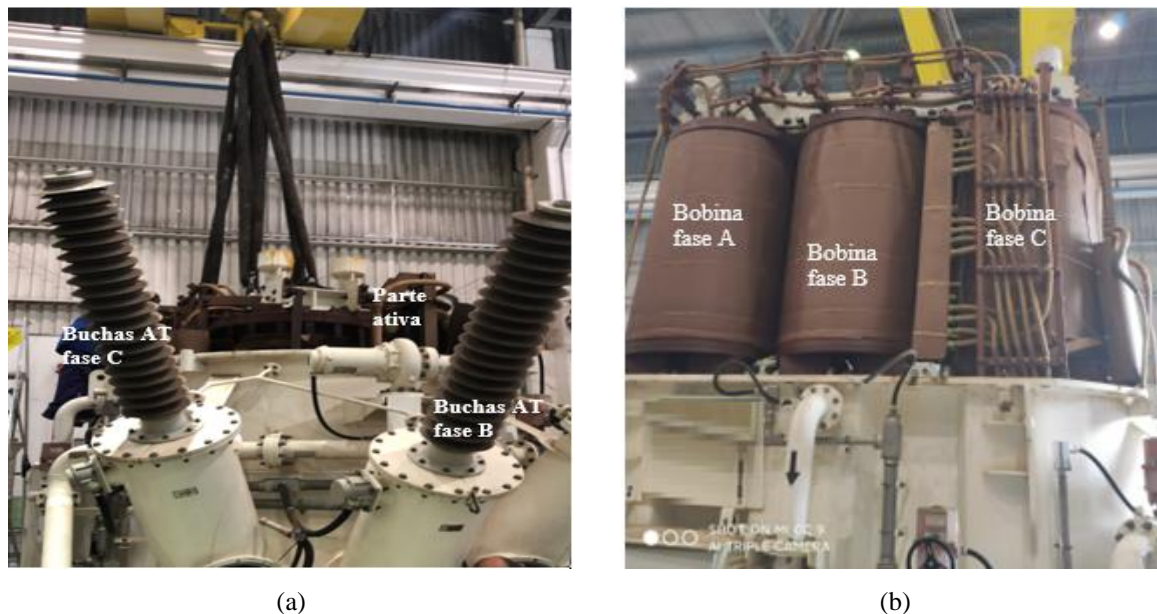 Parte
ativa
Buchas AT
fase C
Buchas AT
fase B
Bobina
fase A
Bobina
fase B
Bobina
fase C
SHOT ON MI CC 9
AI TRIPLE CAMERA
(a)
(b)